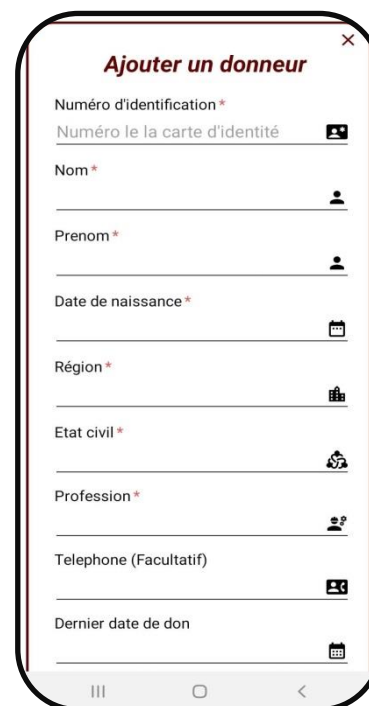 Ajouter un donneur
Numéro d'identification *
Numéro le la carte d'identité
Nom *
Prenom *
Date de naissance *
Région *
Etat civil *
Profession *
Telephone (Facultatif)
Dernier date de don